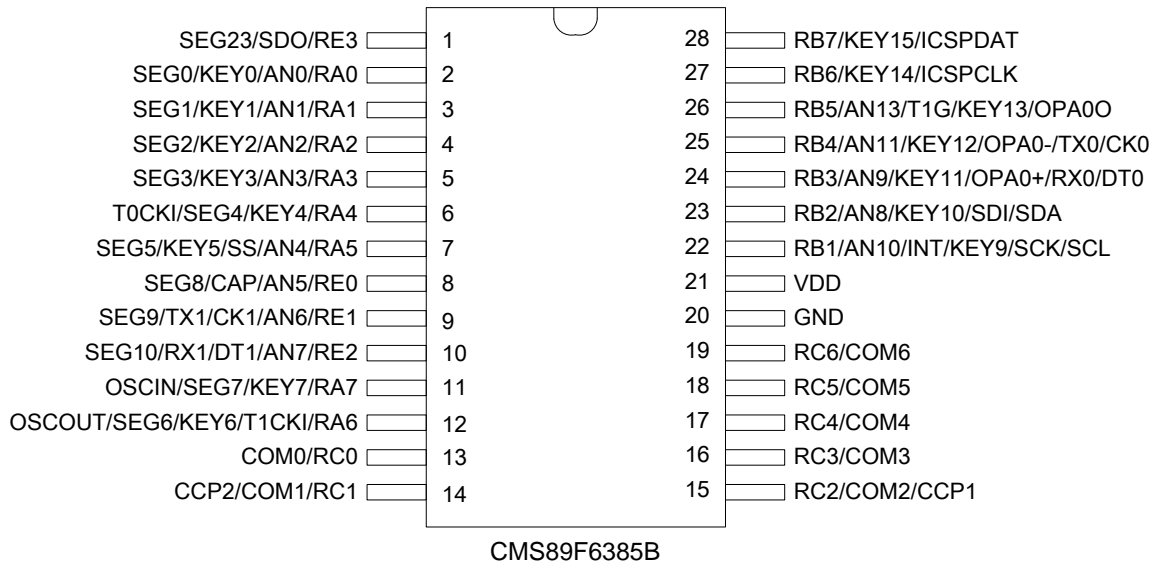 SEG23/SDO/RE3 1 28 RB7/KEY15/ICSPDAT
SEG0/KEY0/AN0/RA0 2 27 RB6/KEY14/ICSPCLK
SEG1/KEY1/AN1/RA1 3 26 RB5/AN13/T1G/KEY13/OPA0O
SEG2/KEY2/AN2/RA2 4 25 RB4/AN11/KEY12/OPA0-/TX0/CK0
SEG3/KEY3/AN3/RA3 5 24 RB3/AN9/KEY11/OPA0+/RX0/DT0
T0CKI/SEG4/KEY4/RA4 6 23 RB2/AN8/KEY10/SDI/SDA
SEG5/KEY5/SS/AN4/RA5 7 22 RB1/AN10/INT/KEY9/SCK/SCL
SEG8/CAP/AN5/RE0 8 21 VDD
SEG9/TX1/CK1/AN6/RE1 9 20 GND
SEG10/RX1/DT1/AN7/RE2 10 19 RC6/COM6
OSCIN/SEG7/KEY7/RA7 11 18 RC5/COM5
OSCOUT/SEG6/KEY6/T1CKI/RA6 12 17 RC4/COM4
COM0/RC0 13 16 RC3/COM3
CCP2/COM1/RC1 14 15 RC2/COM2/CCP1
CMS89F6385B